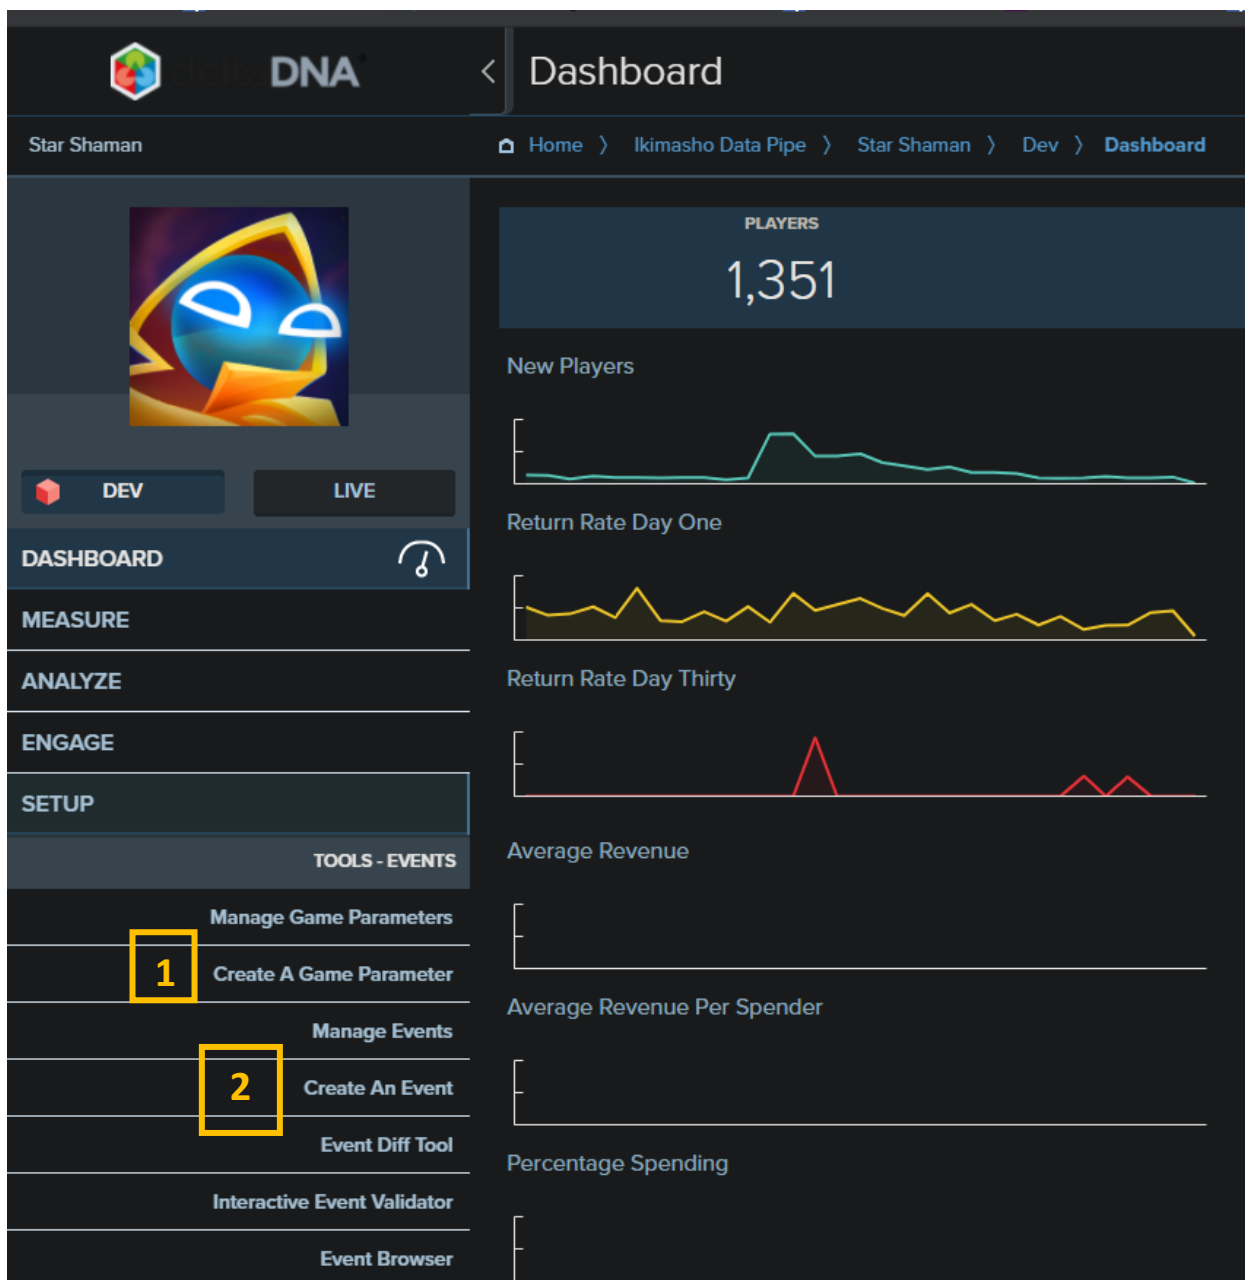 deltaDNA
Dashboard
Star Shaman
Home 〉 Ikimasho Data Pipe 〉 Star Shaman 〉 Dev 〉 Dashboard
PLAYERS
1,351
New Players
DEV
LIVE
Return Rate Day One
DASHBOARD
MEASURE
ANALYZE
Return Rate Day Thirty
ENGAGE
SETUP
TOOLS - EVENTS
Average Revenue
Manage Game Parameters
1 Create A Game Parameter
Average Revenue Per Spender
Manage Events
2 Create An Event
Event Diff Tool
Percentage Spending
Interactive Event Validator
Event Browser